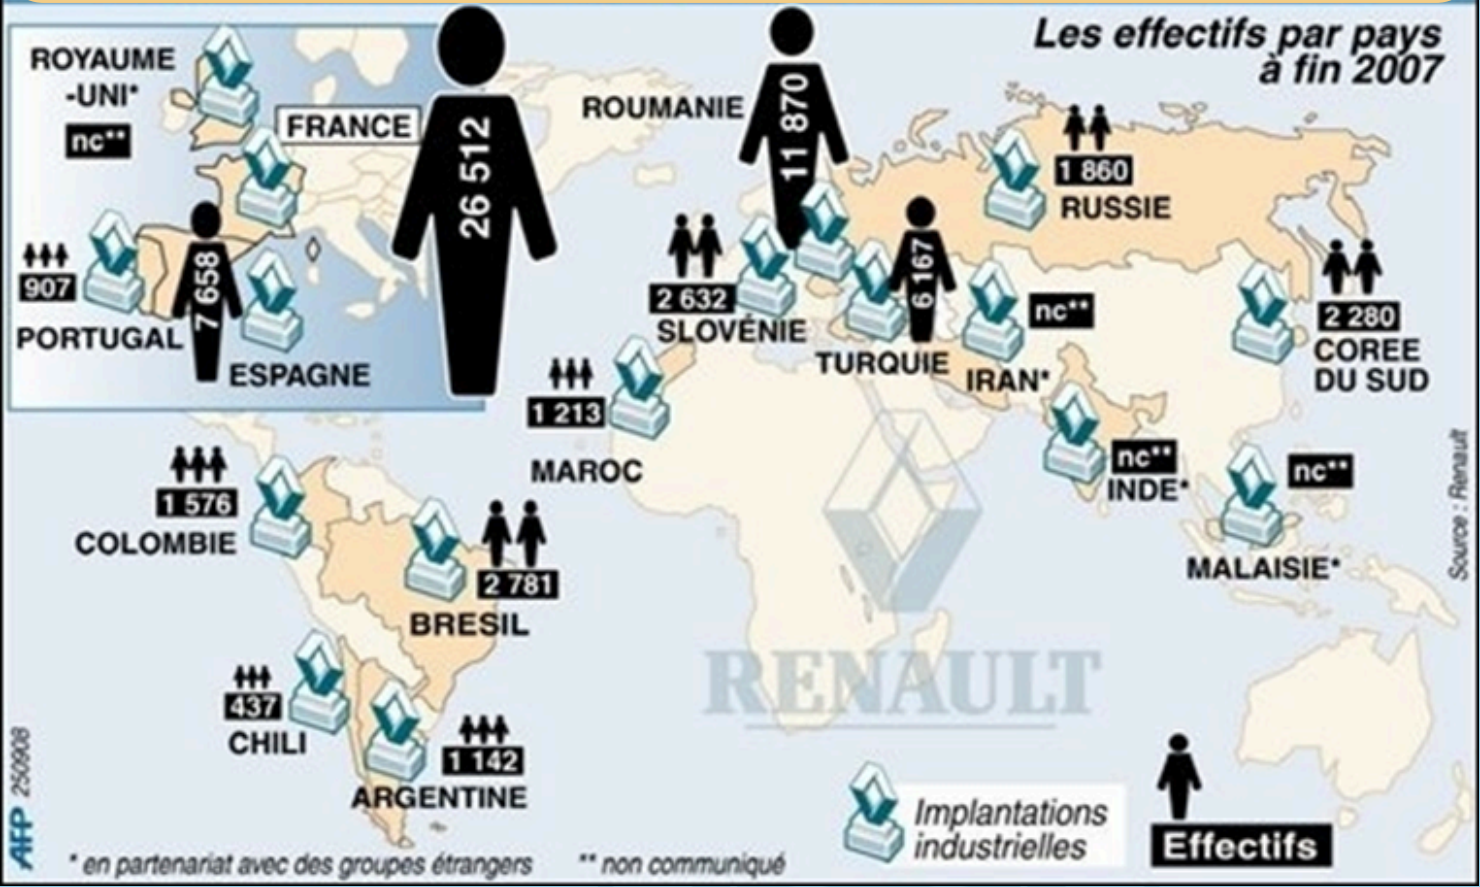 Les effectifs par pays
à fin 2007
ROYAUME
-UNI*
nc**
FRANCE
26 512
907
PORTUGAL
7 658
ESPAGNE
ROUMANIE
11 870
1 860
RUSSIE
2 632
SLOVÉNIE
6 167
TURQUIE
nc**
IRAN*
2 280
COREE
DU SUD
1 213
MAROC
nc**
INDE*
nc**
MALAISIE*
1 576
COLOMBIE
2 781
BRESIL
437
CHILI
1 142
ARGENTINE
RENAULT
Implantations
industrielles
Effectifs
* en partenariat avec des groupes étrangers
** non communiqué
AFP 250908
Source : Renault